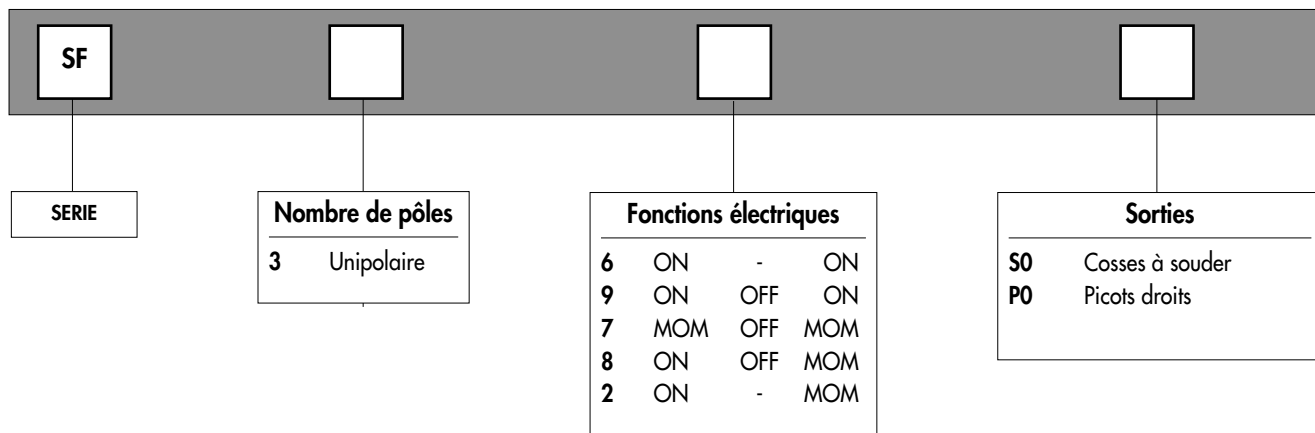 SF
SERIE
Nombre de pôles
3 Unipolaire
Fonctions électriques
6 ON - ON
9 ON OFF ON
7 MOM OFF MOM
8 ON OFF MOM
2 ON - MOM
Sorties
S0 Cosses à souder
P0 Picots droits